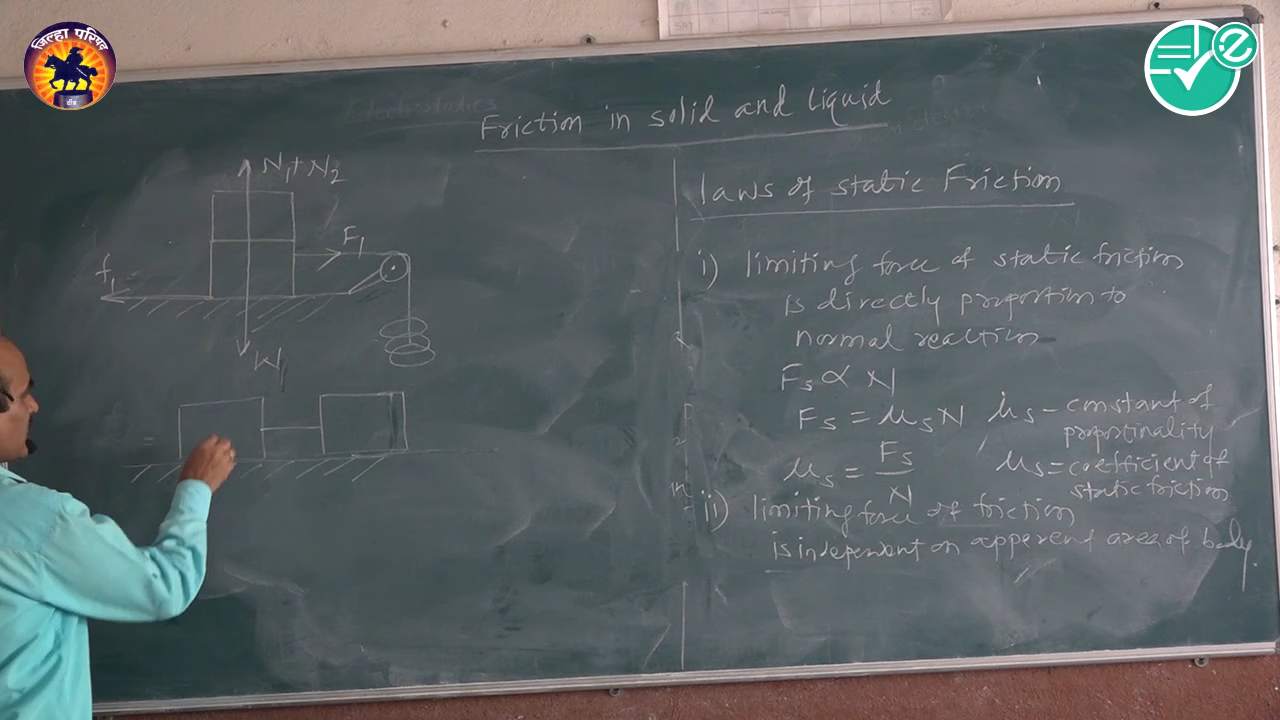 जिल्हा परिषद
बीड
Friction in solid and liquid
N₁+N₂
F₁
f₁
W
laws of static Friction
i) limiting force of static friction
is directly proportion to
normal reaction
Fs ∝ N
Fs = μsN μs - constant of
proportinality
μs = Fs/N μs = coefficient of
static friction
ii) limiting force of friction
is independent on apperent area of body.